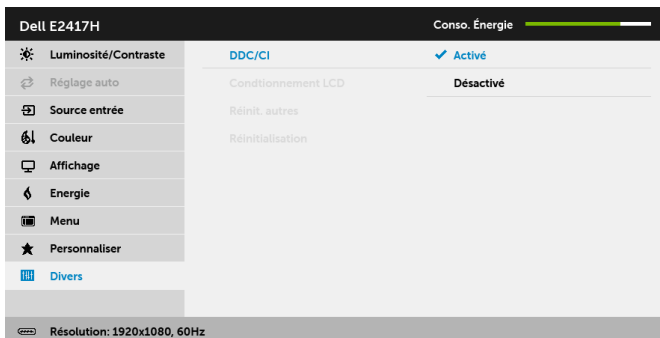 Dell E2417H Conso. Énergie
Luminosité/Contraste DDC/CI Activé
Réglage auto Condtionnement LCD Désactivé
Source entrée Réinit. autres
Couleur Réinitialisation
Affichage
Energie
Menu
Personnaliser
Divers
Résolution: 1920x1080, 60Hz